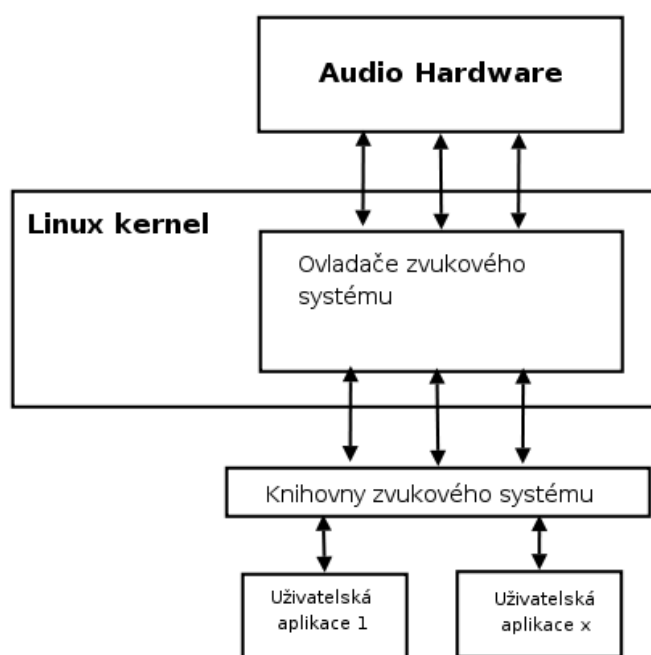 Audio Hardware
Linux kernel
Ovladače zvukového
systému
Knihovny zvukového systému
Uživatelská
aplikace 1
Uživatelská
aplikace x